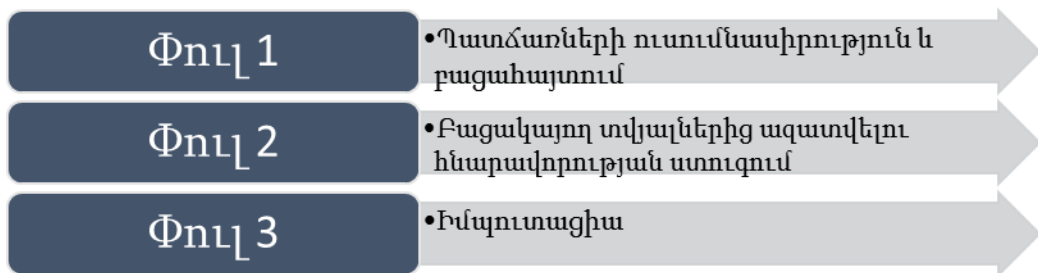 Փուլ 1
•Պատճառների ուսումնասիրություն և
բացահայտում
Փուլ 2
•Բացակայող տվյալներից ազատվելու
հնարավորության ստուգում
Փուլ 3
•Իմպուտացիա